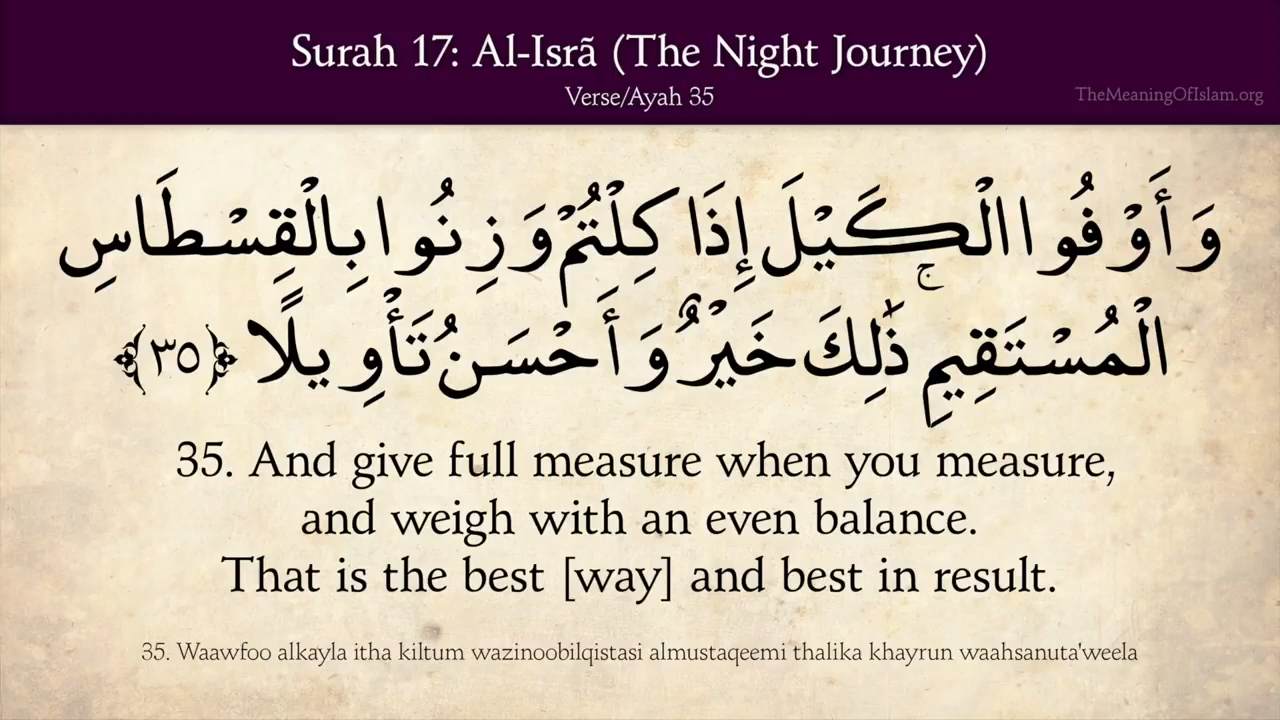 Surah 17: Al-Isrã (The Night Journey)
Verse/Ayah 35
TheMeaningOfIslam.org
وَأَوْفُوا الْكَيْلَ إِذَا كِلْتُمْ وَزِنُوا بِالْقِسْطَاسِ
الْمُسْتَقِيمِ ۚ ذَٰلِكَ خَيْرٌ وَأَحْسَنُ تَأْوِيلًا ﴿٣٥﴾
35. And give full measure when you measure,
and weigh with an even balance.
That is the best [way] and best in result.
35. Waawfoo alkayla itha kiltum wazinoobilqistasi almustaqeemi thalika khayrun waahsanuta'weela